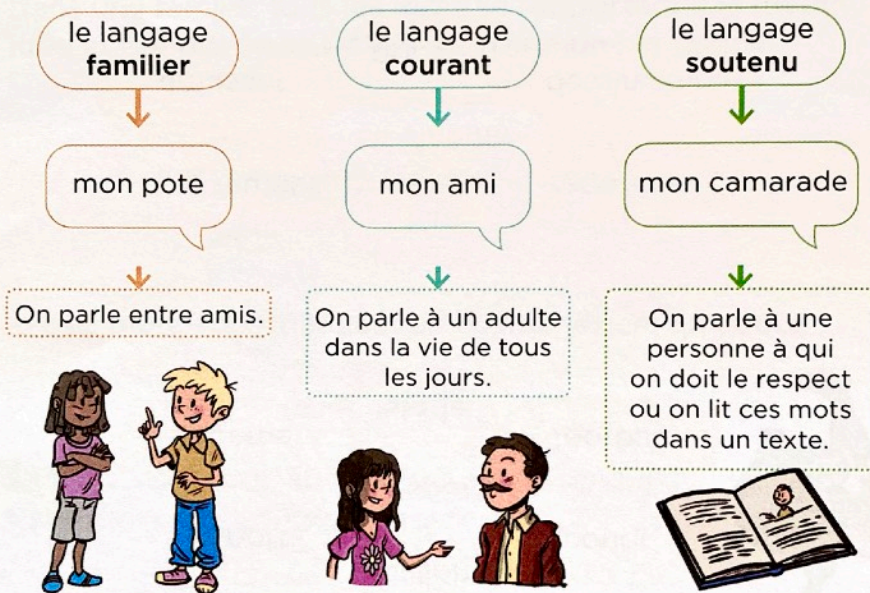 le langage
familier
mon pote
On parle entre amis.
le langage
courant
mon ami
On parle à un adulte
dans la vie de tous
les jours.
le langage
soutenu
mon camarade
On parle à une
personne à qui
on doit le respect
ou on lit ces mots
dans un texte.